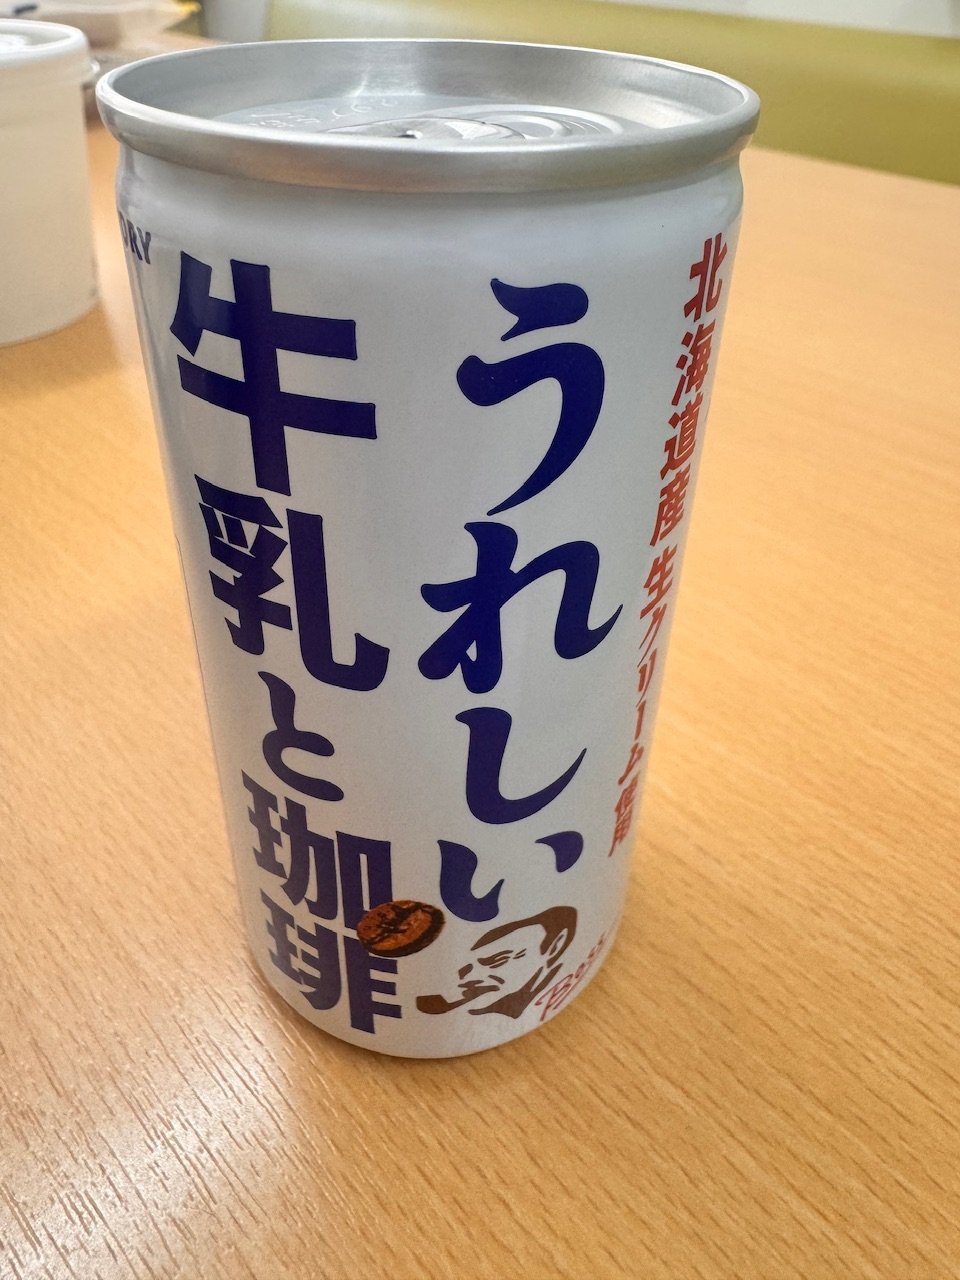 北海道産生クリーム使用
うれしい
牛乳と珈琲
Boss